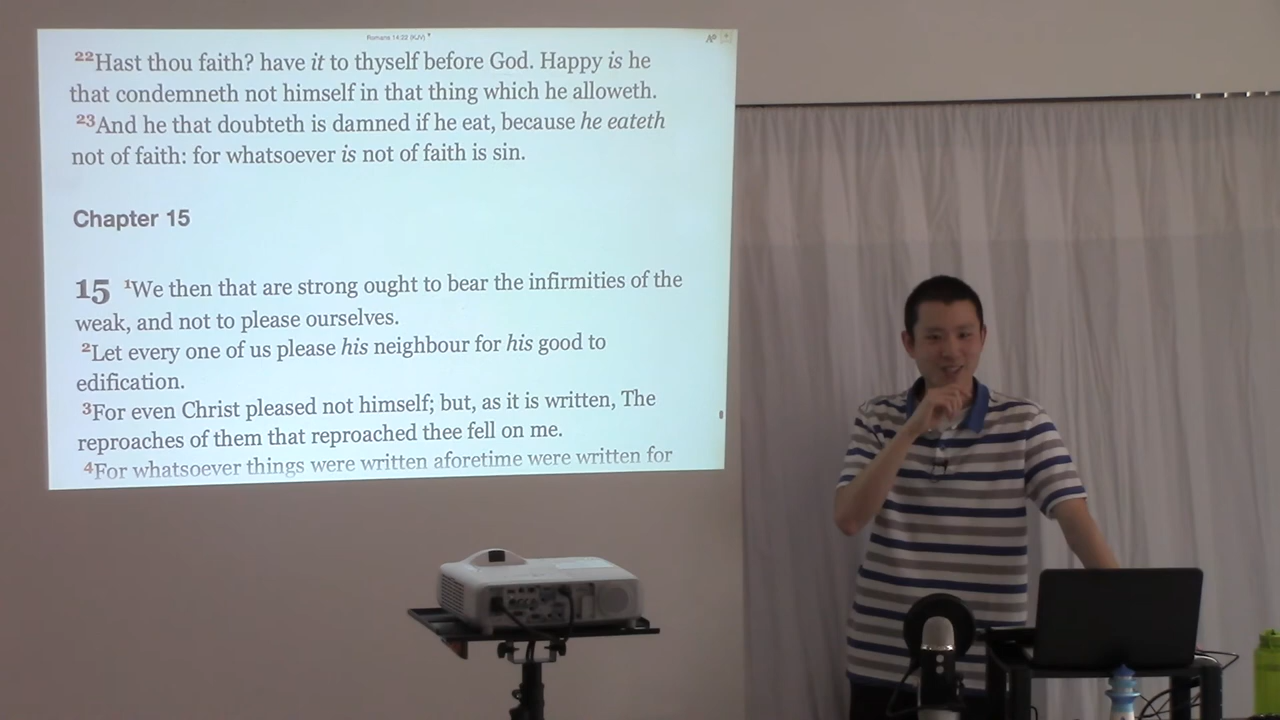 Romans 14:22 (KJV)
22Hast thou faith? have it to thyself before God. Happy is he
that condemneth not himself in that thing which he alloweth.
23And he that doubteth is damned if he eat, because he eateth
not of faith: for whatsoever is not of faith is sin.
Chapter 15
15 1We then that are strong ought to bear the infirmities of the
weak, and not to please ourselves.
2Let every one of us please his neighbour for his good to
edification.
3For even Christ pleased not himself; but, as it is written, The
reproaches of them that reproached thee fell on me.
4For whatsoever things were written aforetime were written for